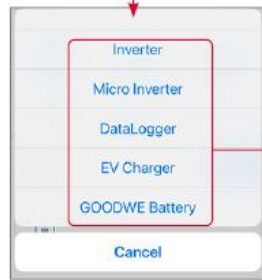 Inverter
Micro Inverter
DataLogger
EV Charger
GOODWE Battery
Cancel